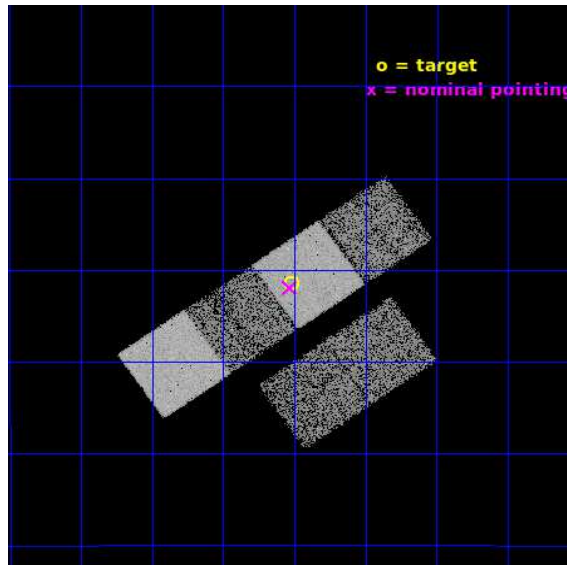 o = target
x = nominal pointing